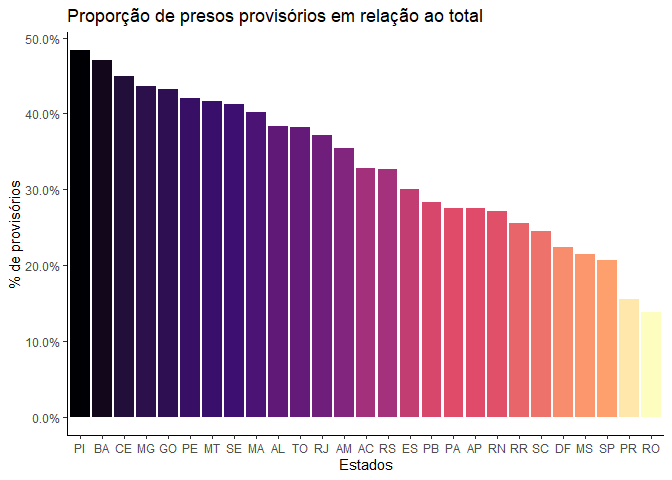 Proporção de presos provisórios em relação ao total
50.0%
40.0%
30.0%
20.0%
10.0%
0.0%
% de provisórios
PI BA CE MG GO PE MT SE MA AL TO RJ AM AC RS ES PB PA AP RN RR SC DF MS SP PR RO
Estados